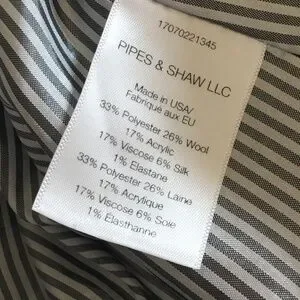 17070221345
PIPES & SHAW LLC
Made in USA/
Fabriqué aux EU
33% Polyester 26% Wool
17% Acrylic
17% Viscose 6% Silk
1% Elastane
33% Polyester 26% Laine
17% Acrylique
17% Viscose 6% Soie
1% Élasthanne